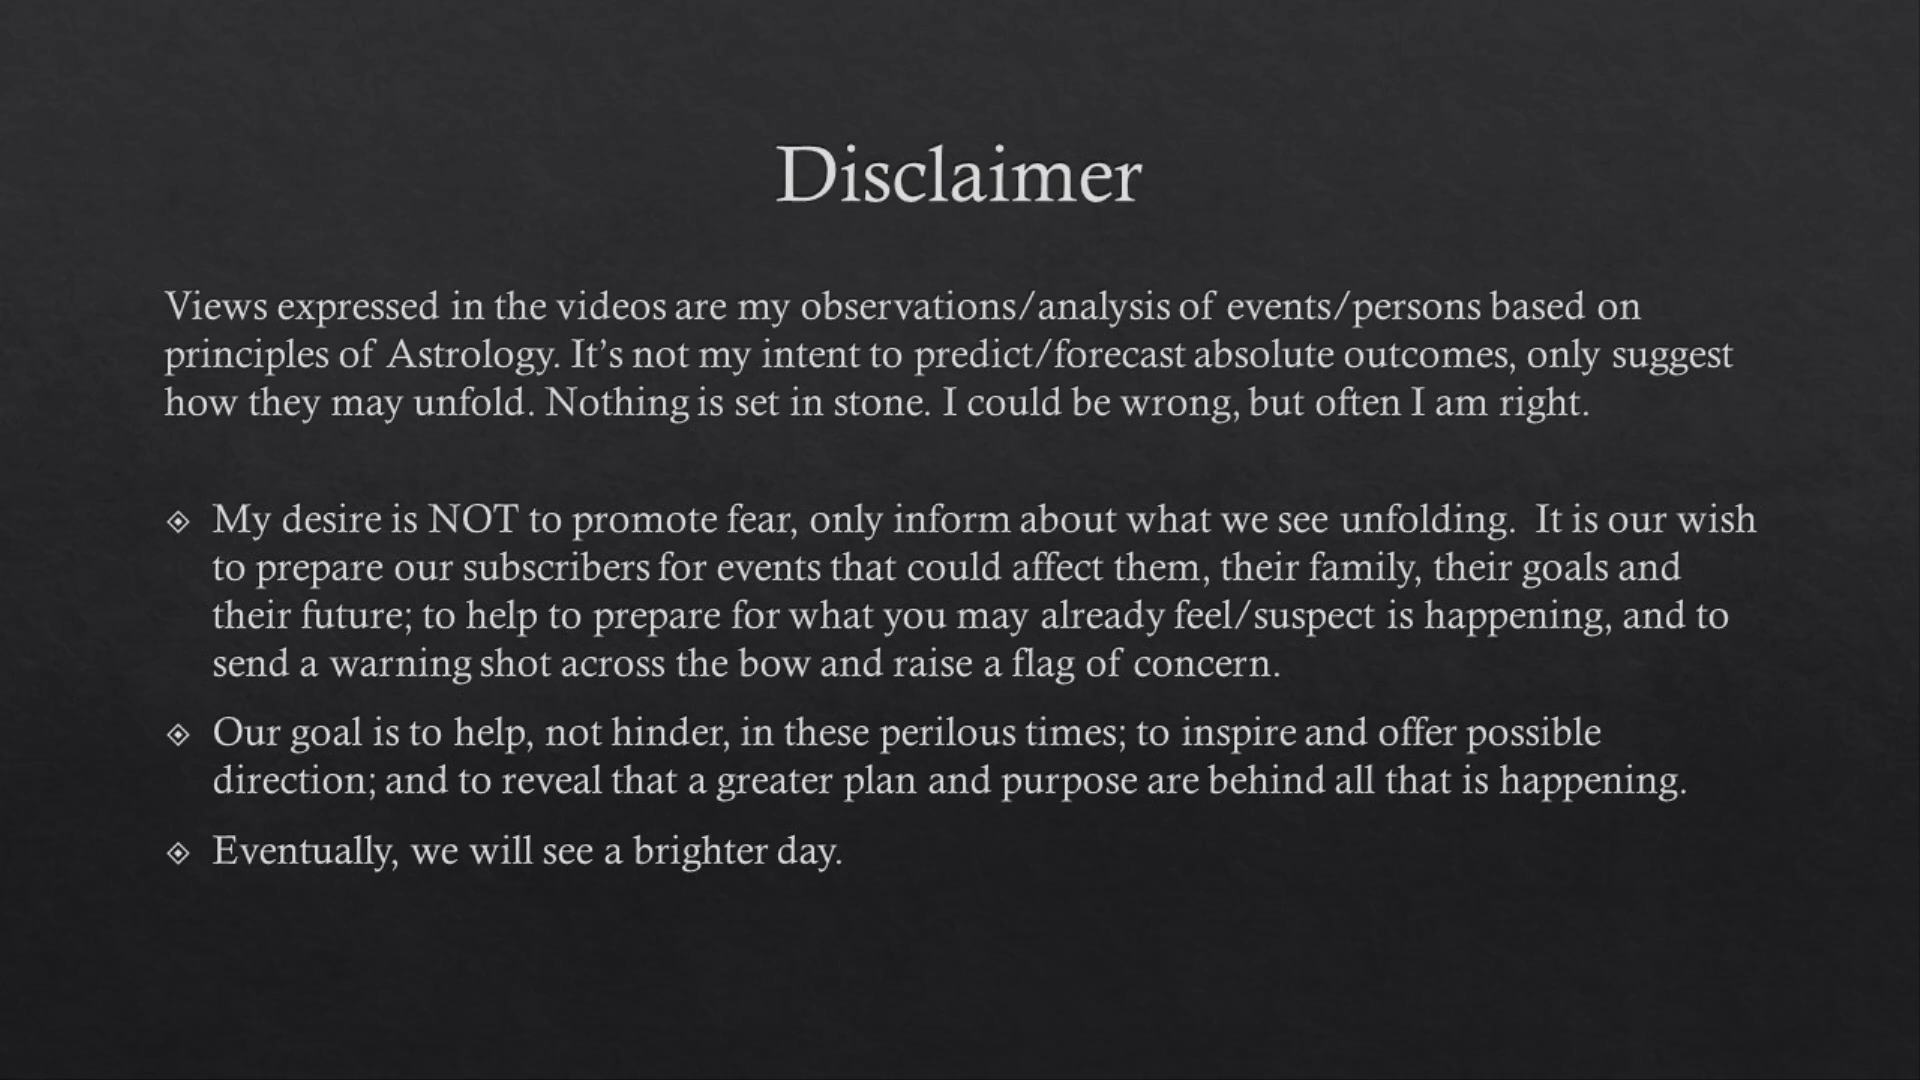 Disclaimer
Views expressed in the videos are my observations/analysis of events/persons based on
principles of Astrology. It’s not my intent to predict/forecast absolute outcomes, only suggest
how they may unfold. Nothing is set in stone. I could be wrong, but often I am right.
My desire is NOT to promote fear, only inform about what we see unfolding.  It is our wish
to prepare our subscribers for events that could affect them, their family, their goals and
their future; to help to prepare for what you may already feel/suspect is happening, and to
send a warning shot across the bow and raise a flag of concern.
Our goal is to help, not hinder, in these perilous times; to inspire and offer possible
direction; and to reveal that a greater plan and purpose are behind all that is happening.
Eventually, we will see a brighter day.